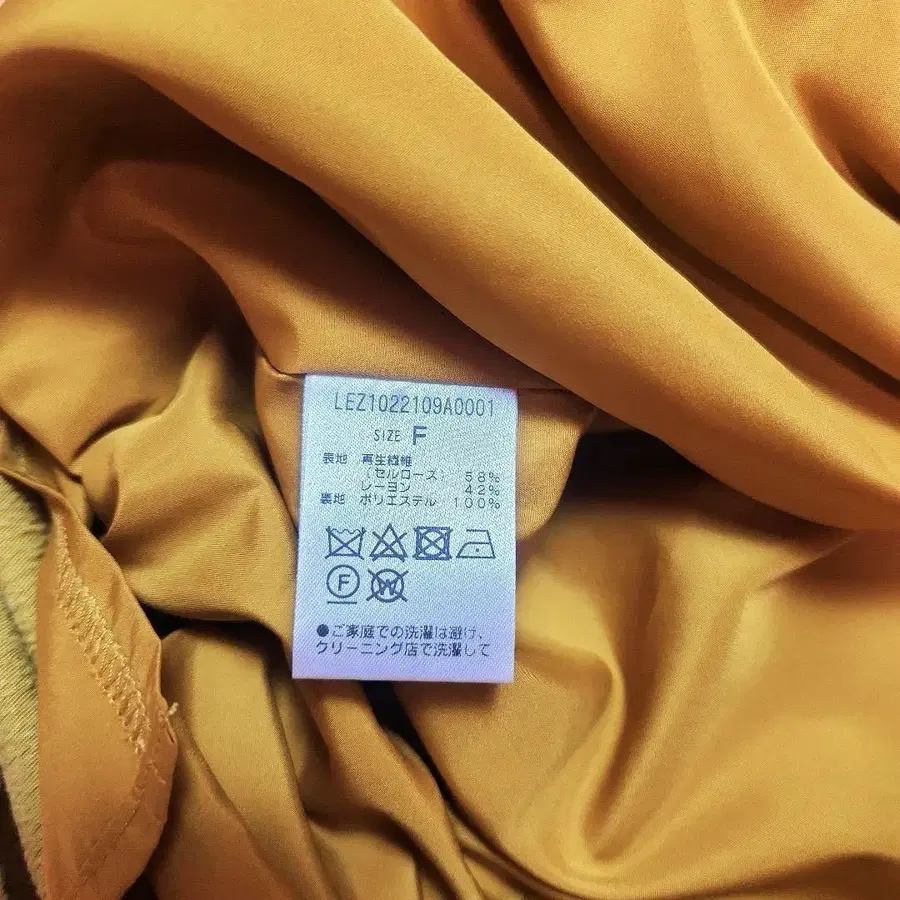 LEZ1022109A0001
SIZE F
表地 再生繊維
(セルロース) 58%
レーヨン 42%
裏地 ポリエステル 100%
F W
●ご家庭での洗濯は避け、
クリーニング店で洗濯して